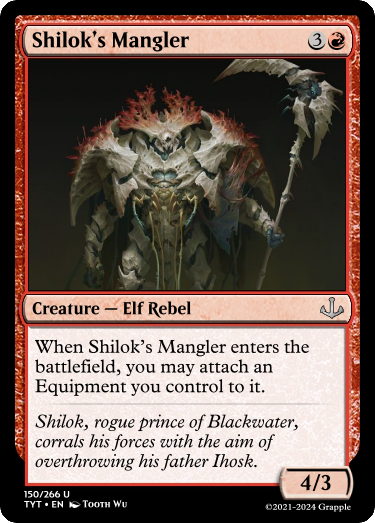 Shilok's Mangler 3
Creature — Elf Rebel
When Shilok's Mangler enters the
battlefield, you may attach an
Equipment you control to it.
Shilok, rogue prince of Blackwater,
corrals his forces with the aim of
overthrowing his father Ihosk.
4/3
150/266 U
TYT • EN Tooth Wu
©2021-2024 Grapple